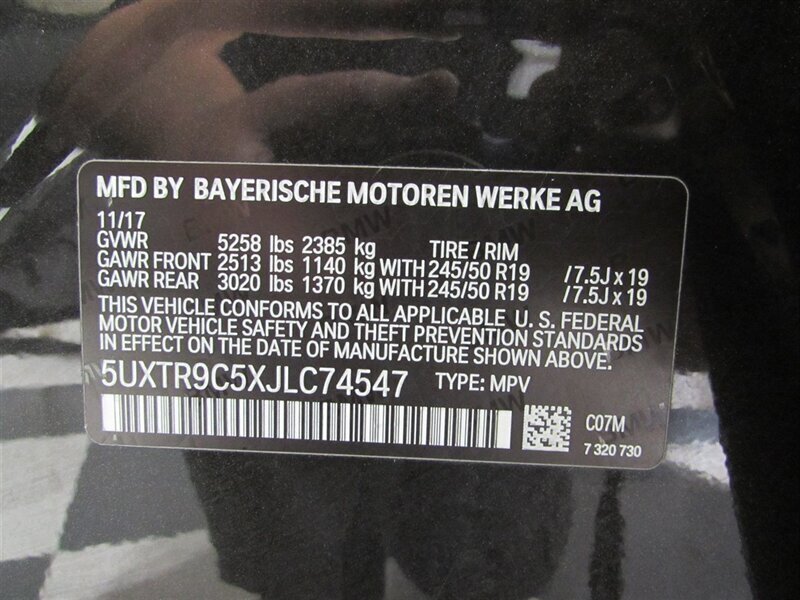 MFD BY BAYERISCHE MOTOREN WERKE AG
11/17
GVWR 5258 lbs 2385 kg TIRE / RIM
GAWR FRONT 2513 lbs 1140 kg WITH 245/50 R19 / 7.5J x 19
GAWR REAR 3020 lbs 1370 kg WITH 245/50 R19 / 7.5J x 19
THIS VEHICLE CONFORMS TO ALL APPLICABLE U. S. FEDERAL
MOTOR VEHICLE SAFETY AND THEFT PREVENTION STANDARDS
IN EFFECT ON THE DATE OF MANUFACTURE SHOWN ABOVE.
5UXTR9C5XJLC74547 TYPE: MPV
C07M
7 320 730